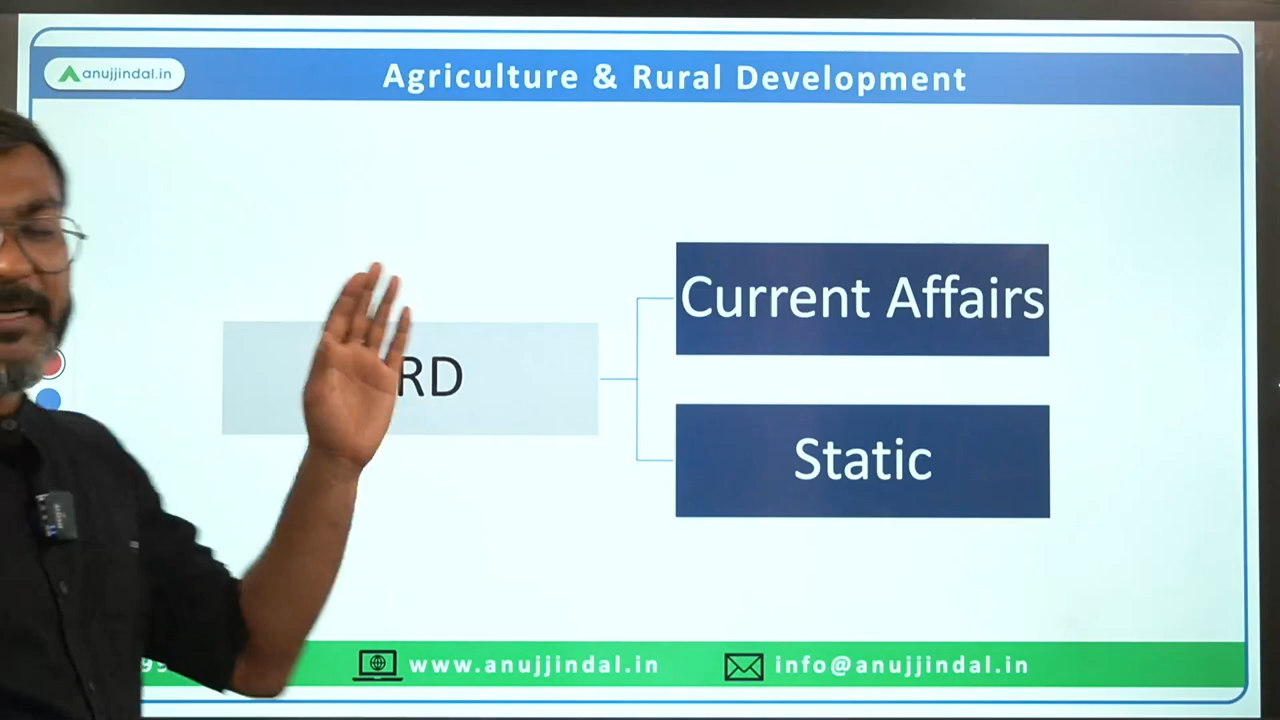 anujjindal.in
Agriculture & Rural Development
Current Affairs
RD
Static
www.anujjindal.in
info@anujjindal.in